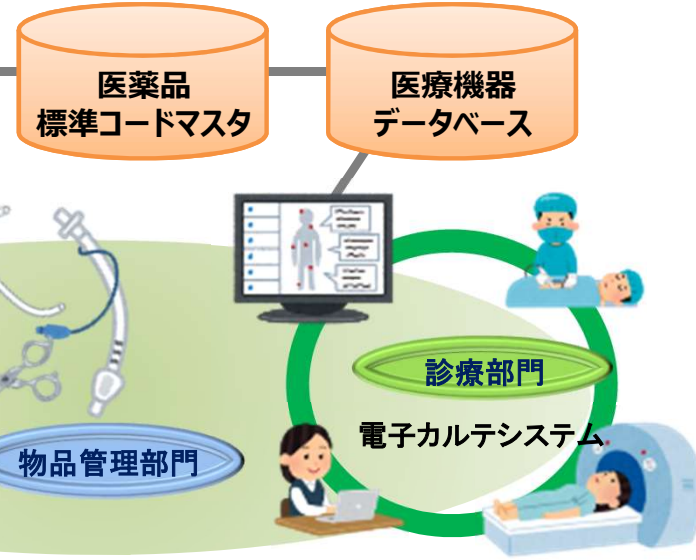 医薬品
標準コードマスタ
医療機器
データベース
診療部門
電子カルテシステム
物品管理部門